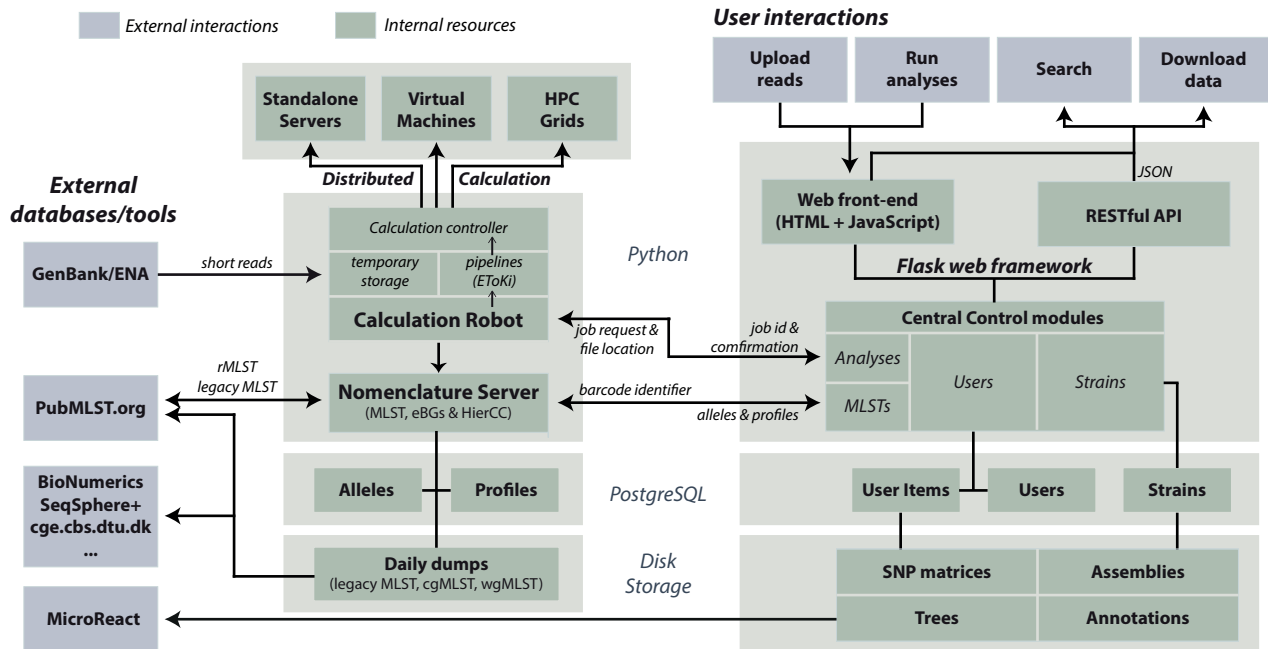 External interactions
Internal resources
User interactions
Upload
reads
Run
analyses
Search
Download
data
Standalone
Servers
Virtual
Machines
HPC
Grids
Distributed
Calculation
JSON
External
databases/tools
Web front-end
(HTML + JavaScript)
RESTful API
Calculation controller
Python
GenBank/ENA
short reads
temporary
storage
pipelines
(EToKi)
Flask web framework
Calculation Robot
Central Control modules
job request &
file location
job id &
comfirmation
Analyses
Users
Strains
MLSTs
rMLST
legacy MLST
PubMLST.org
Nomenclature Server
(MLST, eBGs & HierCC)
barcode identifier
alleles & profiles
BioNumerics
SeqSphere+
cge.cbs.dtu.dk
...
Alleles
Profiles
PostgreSQL
User Items
Users
Strains
Daily dumps
(legacy MLST, cgMLST, wgMLST)
Disk
Storage
SNP matrices
Assemblies
MicroReact
Trees
Annotations